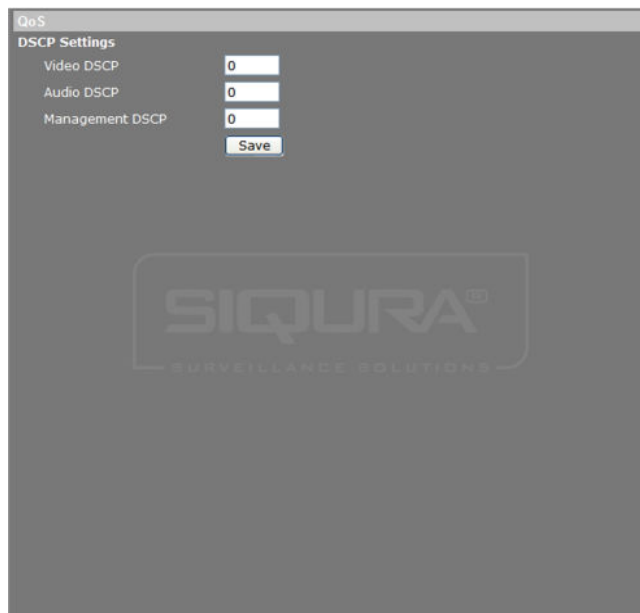 QoS
DSCP Settings
Video DSCP 0
Audio DSCP 0
Management DSCP 0
Save
SIQURA®
SURVEILLANCE SOLUTIONS